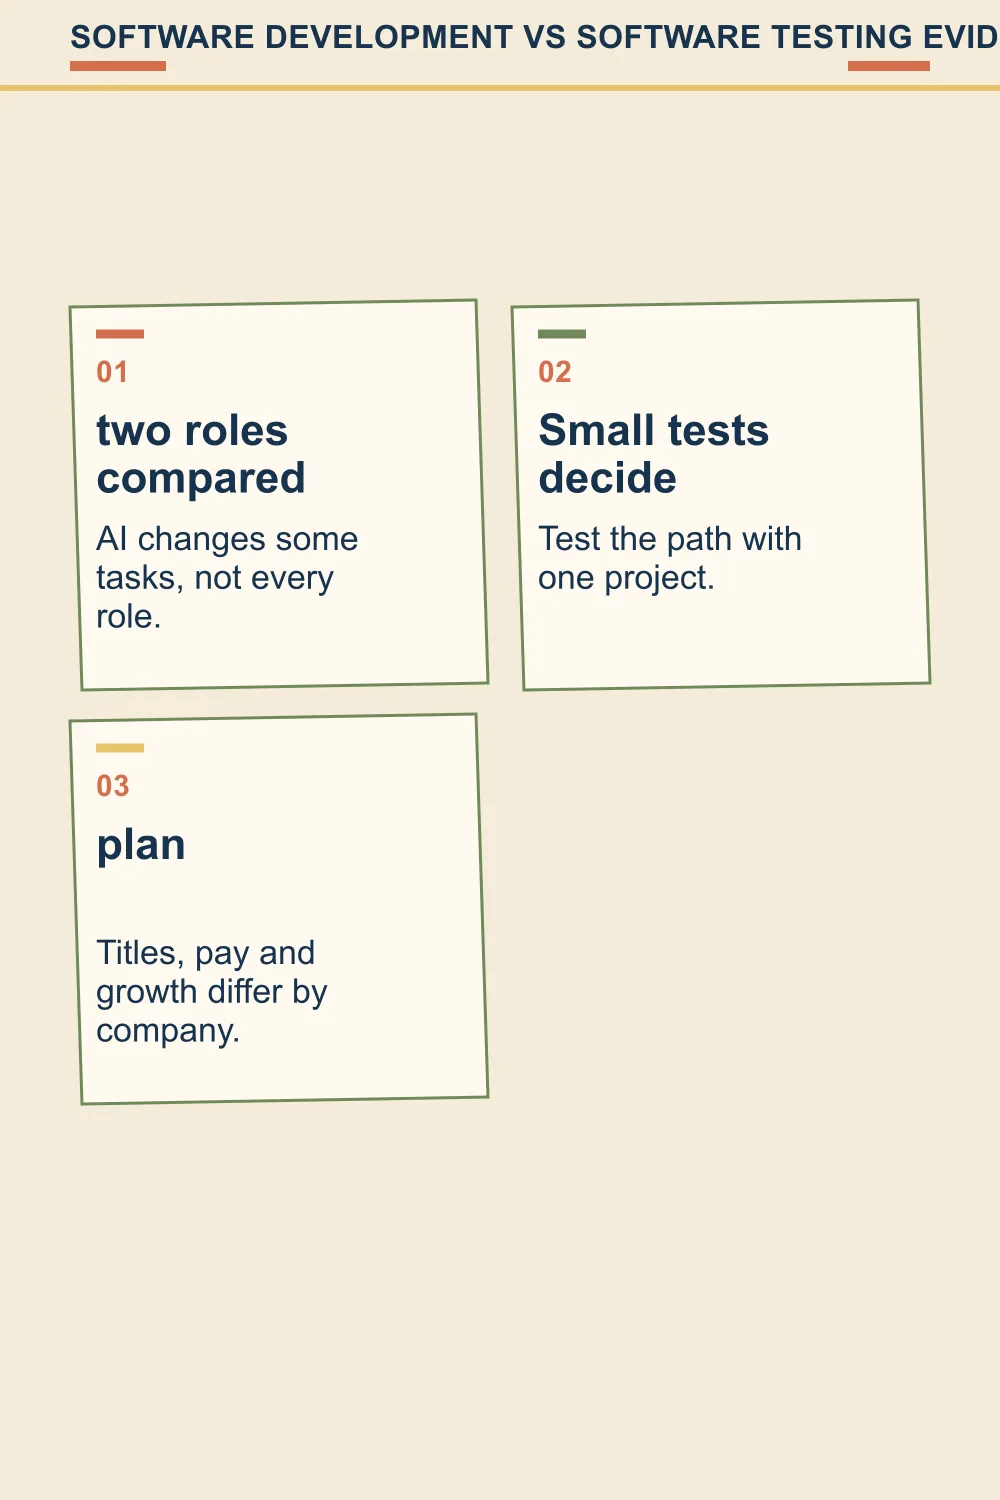 SOFTWARE DEVELOPMENT VS SOFTWARE TESTING EVID
01
two roles
compared
AI changes some
tasks, not every
role.
02
Small tests
decide
Test the path with
one project.
03
plan
Titles, pay and
growth differ by
company.